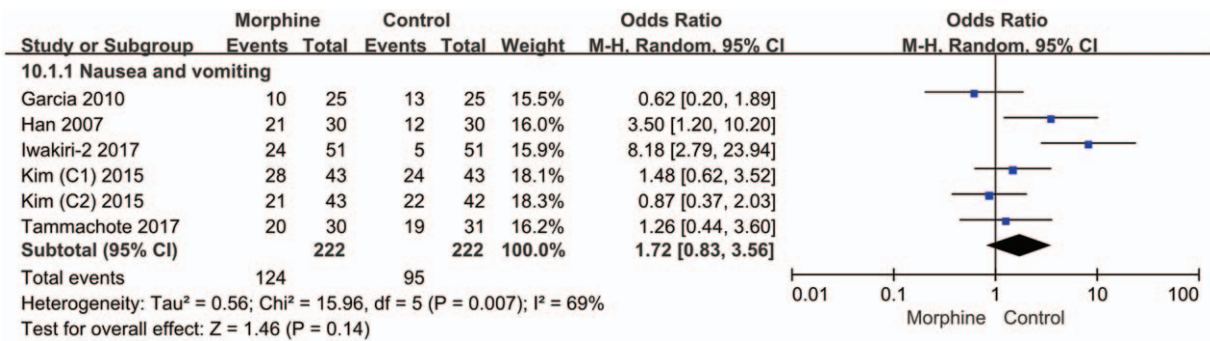 Morphine Control Odds Ratio Odds Ratio
Study or Subgroup Events Total Events Total Weight M-H, Random, 95% CI M-H, Random, 95% CI
10.1.1 Nausea and vomiting
Garcia 2010 10 25 13 25 15.5% 0.62 [0.20, 1.89]
Han 2007 21 30 12 30 16.0% 3.50 [1.20, 10.20]
Iwakiri-2 2017 24 51 5 51 15.9% 8.18 [2.79, 23.94]
Kim (C1) 2015 28 43 24 43 18.1% 1.48 [0.62, 3.52]
Kim (C2) 2015 21 43 22 42 18.3% 0.87 [0.37, 2.03]
Tammachote 2017 20 30 19 31 16.2% 1.26 [0.44, 3.60]
Subtotal (95% CI) 222 222 100.0% 1.72 [0.83, 3.56]
Total events 124 95
Heterogeneity: Tau² = 0.56; Chi² = 15.96, df = 5 (P = 0.007); I² = 69%
Test for overall effect: Z = 1.46 (P = 0.14)
0.01 0.1 1 10 100
Morphine Control